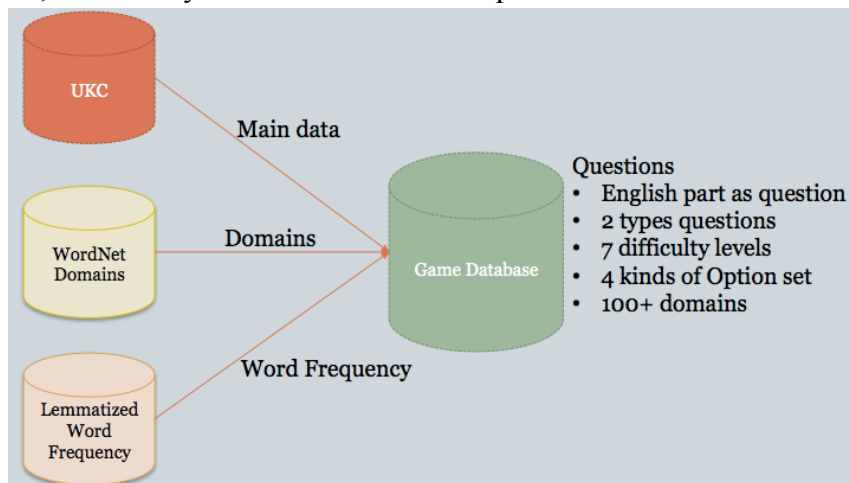 UKC
Main data
WordNet
Domains
Domains
Lemmatized
Word
Frequency
Word Frequency
Game Database
Questions
• English part as question
• 2 types questions
• 7 difficulty levels
• 4 kinds of Option set
• 100+ domains